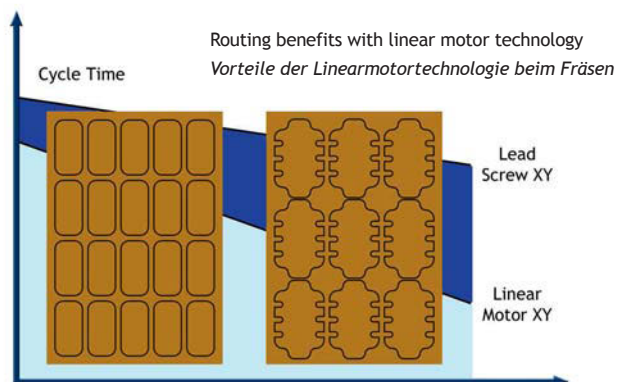 Routing benefits with linear motor technology
Vorteile der Linearmotortechnologie beim Fräsen
Cycle Time
Lead
Screw XY
Linear
Motor XY